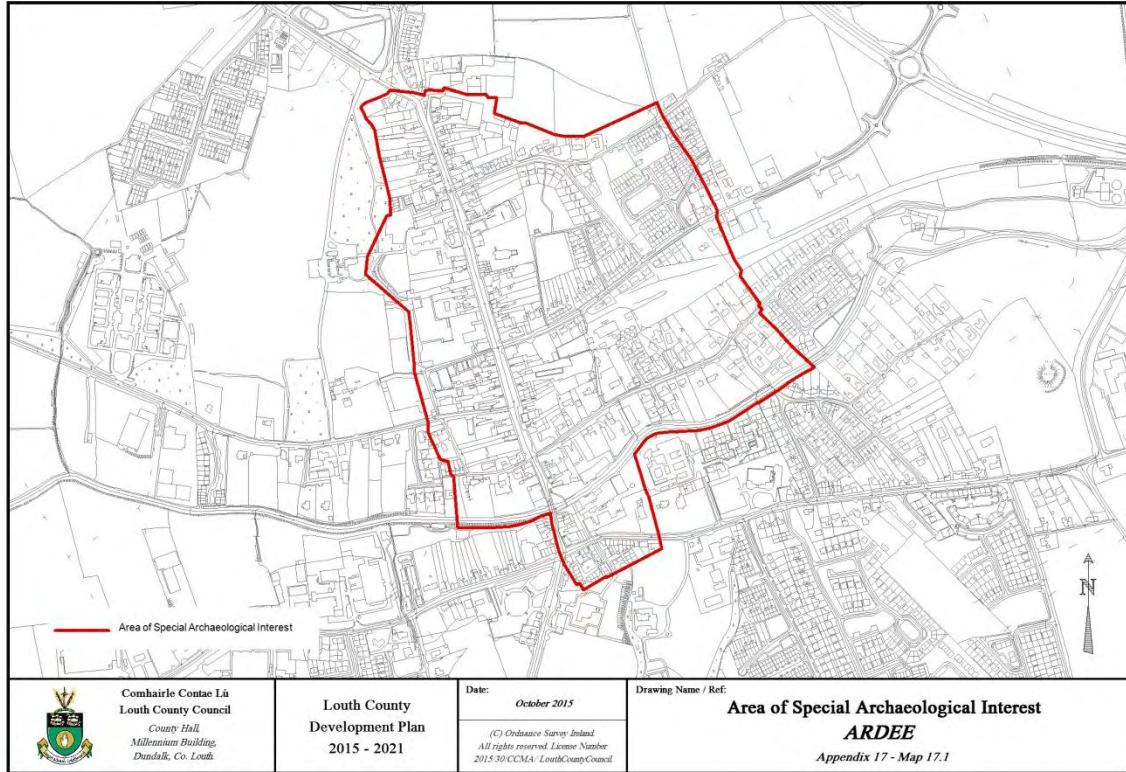 N
Area of Special Archaeological Interest
Comhairle Contae Lú
Louth County Council
County Hall,
Millennium Building,
Dundalk, Co. Louth.
Louth County
Development Plan
2015 - 2021
Date:
October 2015
(C) Ordnance Survey Ireland.
All rights reserved. License Number
2015/30/CCMA/ LouthCountyCouncil
Drawing Name / Ref:
Area of Special Archaeological Interest
ARDEE
Appendix 17 - Map 17.1